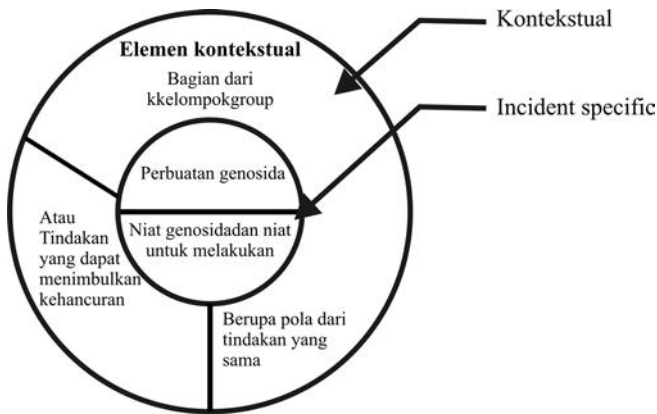 Kontekstual
Elemen kontekstual
Bagian dari
kkelompokgroup
Incident specific
Perbuatan genosida
Niat genosidadan niat
untuk melakukan
Atau
Tindakan
yang dapat
menimbulkan
kehancuran
Berupa pola dari
tindakan yang
sama